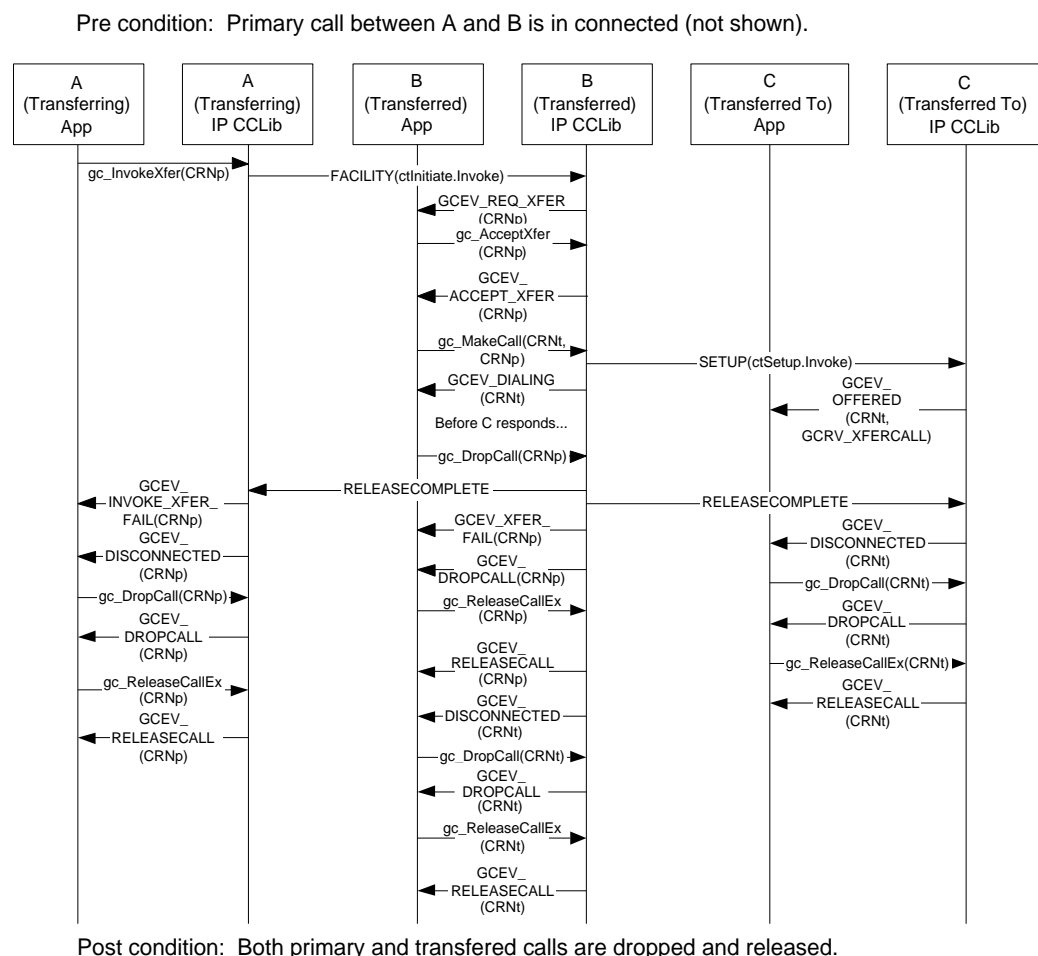 Pre condition: Primary call between A and B is in connected (not shown).
A
(Transferring)
App
A
(Transferring)
IP CCLib
B
(Transferred)
App
B
(Transferred)
IP CCLib
C
(Transferred To)
App
C
(Transferred To)
IP CCLib
gc_InvokeXfer(CRNp)
FACILITY(ctInitiate.Invoke)
GCEV_REQ_XFER
(CRNp)
gc_AcceptXfer
(CRNp)
GCEV_
ACCEPT_XFER
(CRNp)
gc_MakeCall(CRNt,
CRNp)
SETUP(ctSetup.Invoke)
GCEV_DIALING
(CRNt)
GCEV_
OFFERED
(CRNt,
GCRV_XFERCALL)
Before C responds...
gc_DropCall(CRNp)
RELEASECOMPLETE
RELEASECOMPLETE
GCEV_
INVOKE_XFER_
FAIL(CRNp)
GCEV_XFER_
FAIL(CRNp)
GCEV_
DISCONNECTED
(CRNt)
GCEV_
DISCONNECTED
(CRNp)
GCEV_
DROPCALL(CRNp)
gc_DropCall(CRNt)
gc_DropCall(CRNp)
gc_ReleaseCallEx
(CRNp)
GCEV_
DROPCALL
(CRNt)
GCEV_
DROPCALL
(CRNp)
GCEV_
RELEASECALL
(CRNp)
gc_ReleaseCallEx(CRNt)
gc_ReleaseCallEx
(CRNp)
GCEV_
RELEASECALL
(CRNt)
GCEV_
DISCONNECTED
(CRNt)
GCEV_
RELEASECALL
(CRNp)
gc_DropCall(CRNt)
GCEV_
DROPCALL
(CRNt)
gc_ReleaseCallEx
(CRNt)
GCEV_
RELEASECALL
(CRNt)
Post condition: Both primary and transfered calls are dropped and released.